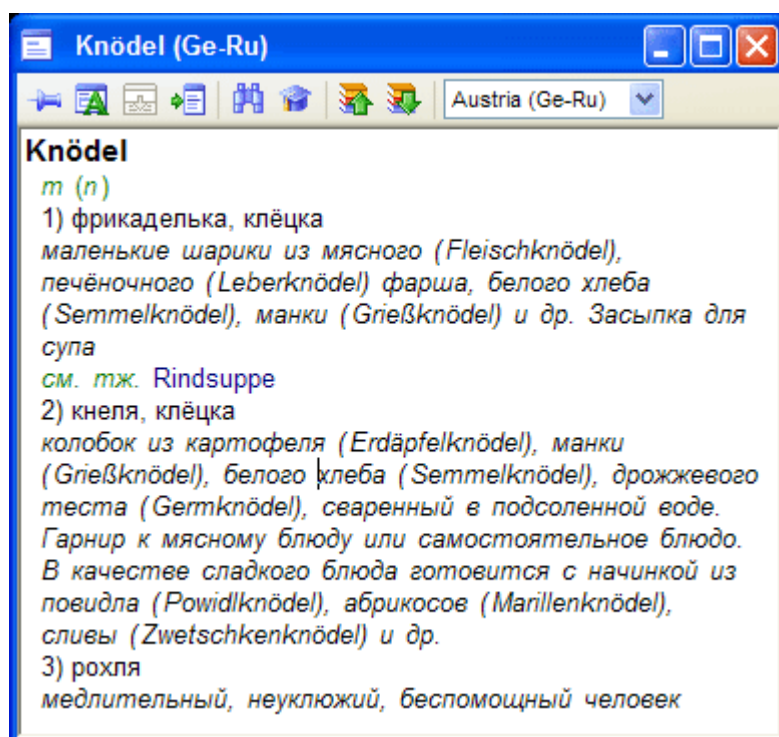 Knödel (Ge-Ru)
Austria (Ge-Ru)
Knödel
m (n)
1) фрикаделька, клёцка
маленькие шарики из мясного (Fleischknödel),
печёночного (Leberknödel) фарша, белого хлеба
(Semmelknödel), манки (Grießknödel) и др. Засыпка для
супа
см. тж. Rindsuppe
2) кнеля, клёцка
колобок из картофеля (Erdäpfelknödel), манки
(Grießknödel), белого хлеба (Semmelknödel), дрожжевого
теста (Germknödel), сваренный в подсоленной воде.
Гарнир к мясному блюду или самостоятельное блюдо.
В качестве сладкого блюда готовится с начинкой из
повидла (Powidlknödel), абрикосов (Marillenknödel),
сливы (Zwetschkenknödel) и др.
3) рохля
медлительный, неуклюжий, беспомощный человек